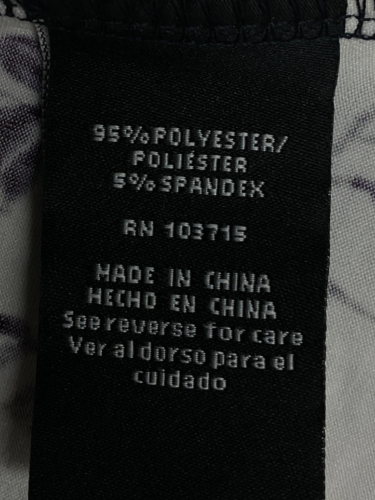 95% POLYESTER/
POLIÉSTER
5% SPANDEX
RN 103715
MADE IN CHINA
HECHO EN CHINA
See reverse for care
Ver al dorso para el
cuidado